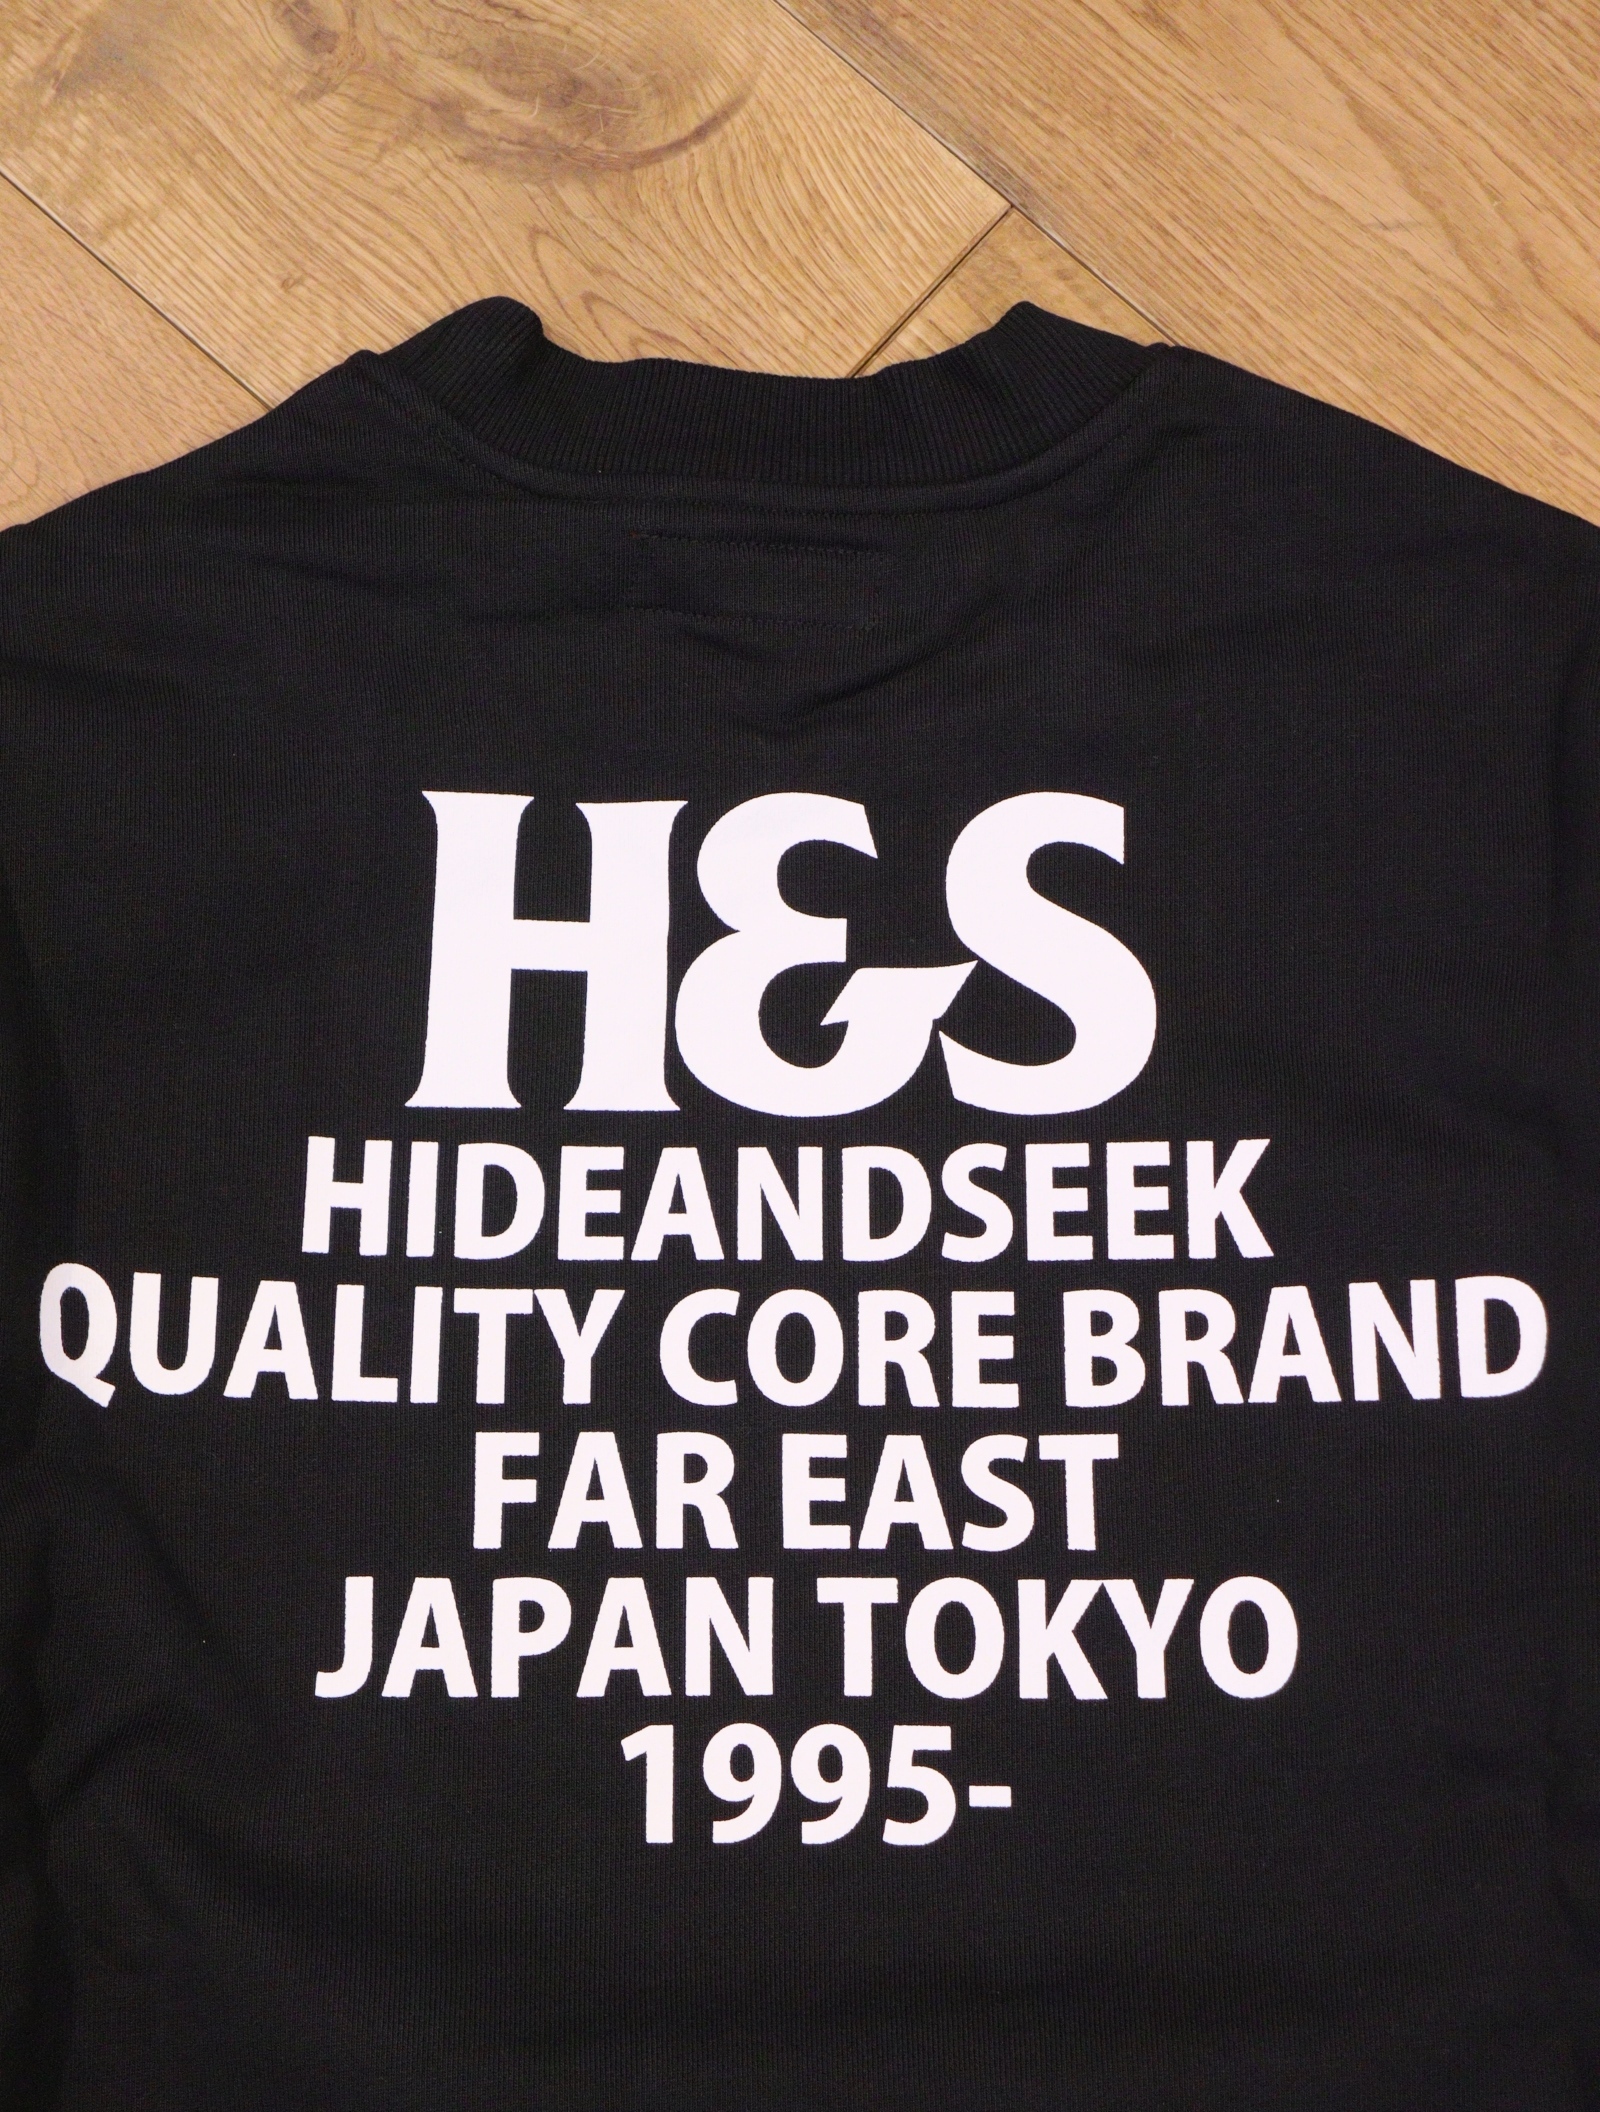 H&S
HIDEANDSEEK
QUALITY CORE BRAND
FAR EAST
JAPAN TOKYO
1995-